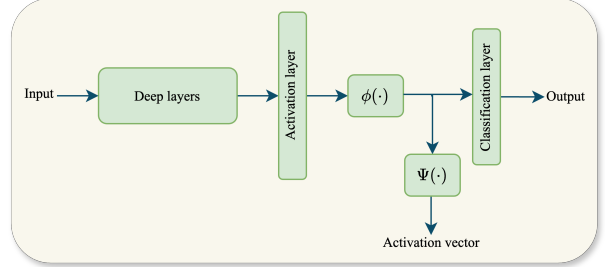 Input
Deep layers
Activation layer
ϕ(·)
Classification layer
Output
Ψ(·)
Activation vector